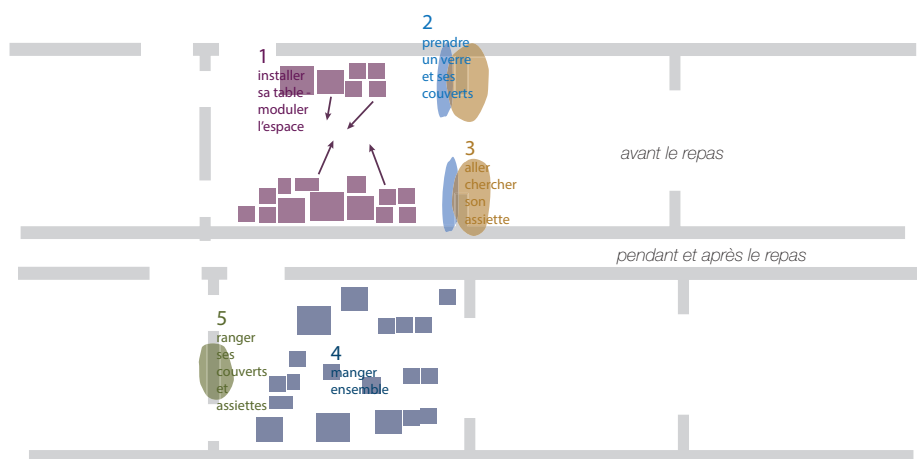 1
installer
sa table -
moduler
l'espace
2
prendre
un verre
et ses
couverts
3
aller
chercher
son
assiette
avant le repas
pendant et après le repas
4
manger
ensemble
5
ranger
ses
couverts
et
assiettes